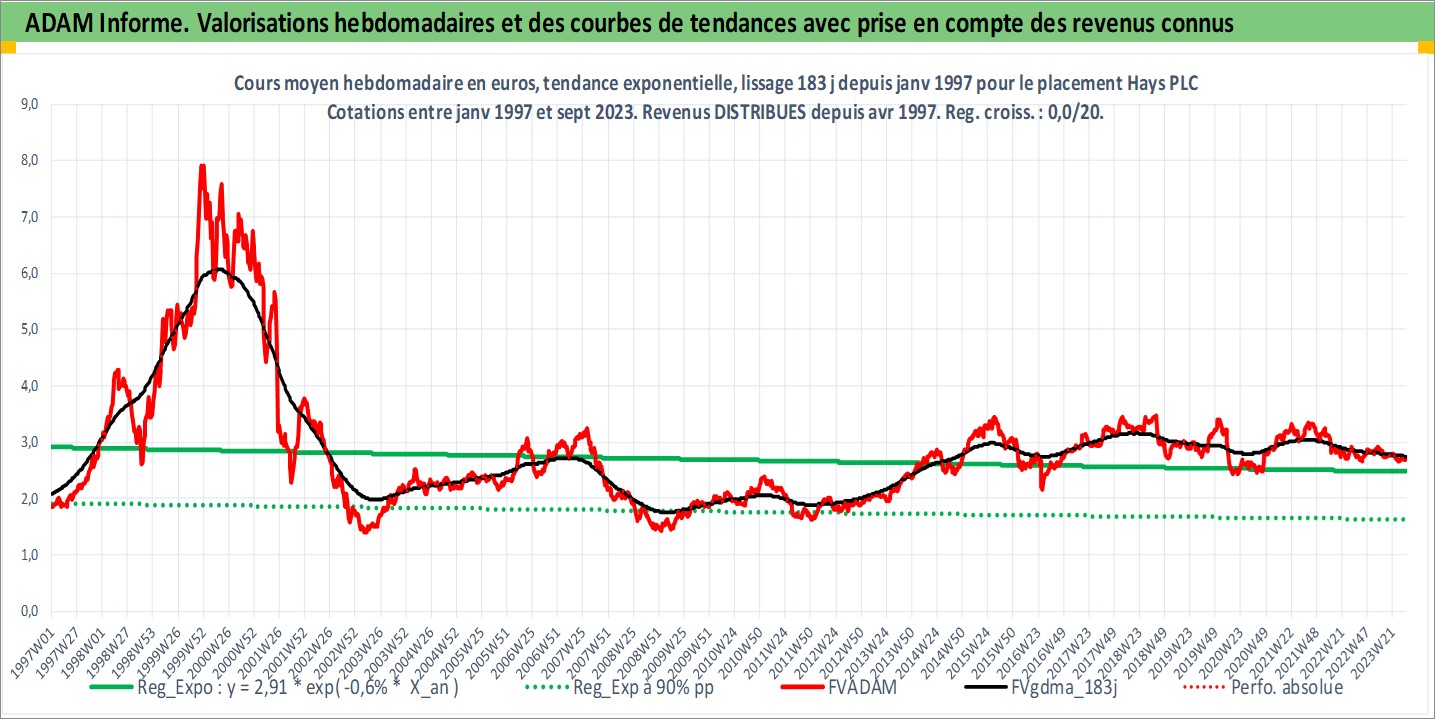 ADAM Informe. Valorisations hebdomadaires et des courbes de tendances avec prise en compte des revenus connus
Cours moyen hebdomadaire en euros, tendance exponentielle, lissage 183 j depuis janv 1997 pour le placement Hays PLC
Cotations entre janv 1997 et sept 2023. Revenus DISTRIBUES depuis avr 1997. Reg. croiss. : 0,0/20.
9,0
8,0
7,0
6,0
5,0
4,0
3,0
2,0
1,0
0,0
1997W01
1997W27
1998W01
1998W27
1998W53
1999W26
1999W52
2000W26
2000W52
2001W26
2001W52
2002W26
2002W52
2003W26
2003W52
2004W26
2004W52
2005W25
2005W51
2006W25
2006W51
2007W25
2007W51
2008W25
2008W51
2009W25
2009W51
2010W24
2010W50
2011W24
2011W50
2012W24
2012W50
2013W24
2013W50
2014W24
2014W50
2015W24
2015W50
2016W23
2016W49
2017W23
2017W49
2018W23
2018W49
2019W23
2019W49
2020W23
2020W49
2021W22
2021W48
2022W21
2022W47
2023W21
Reg_Expo : y = 2,91 * exp( -0,6% * X_an )
Reg_Exp à 90% pp
FVADAM
FVgdma_183j
Perfo. absolue